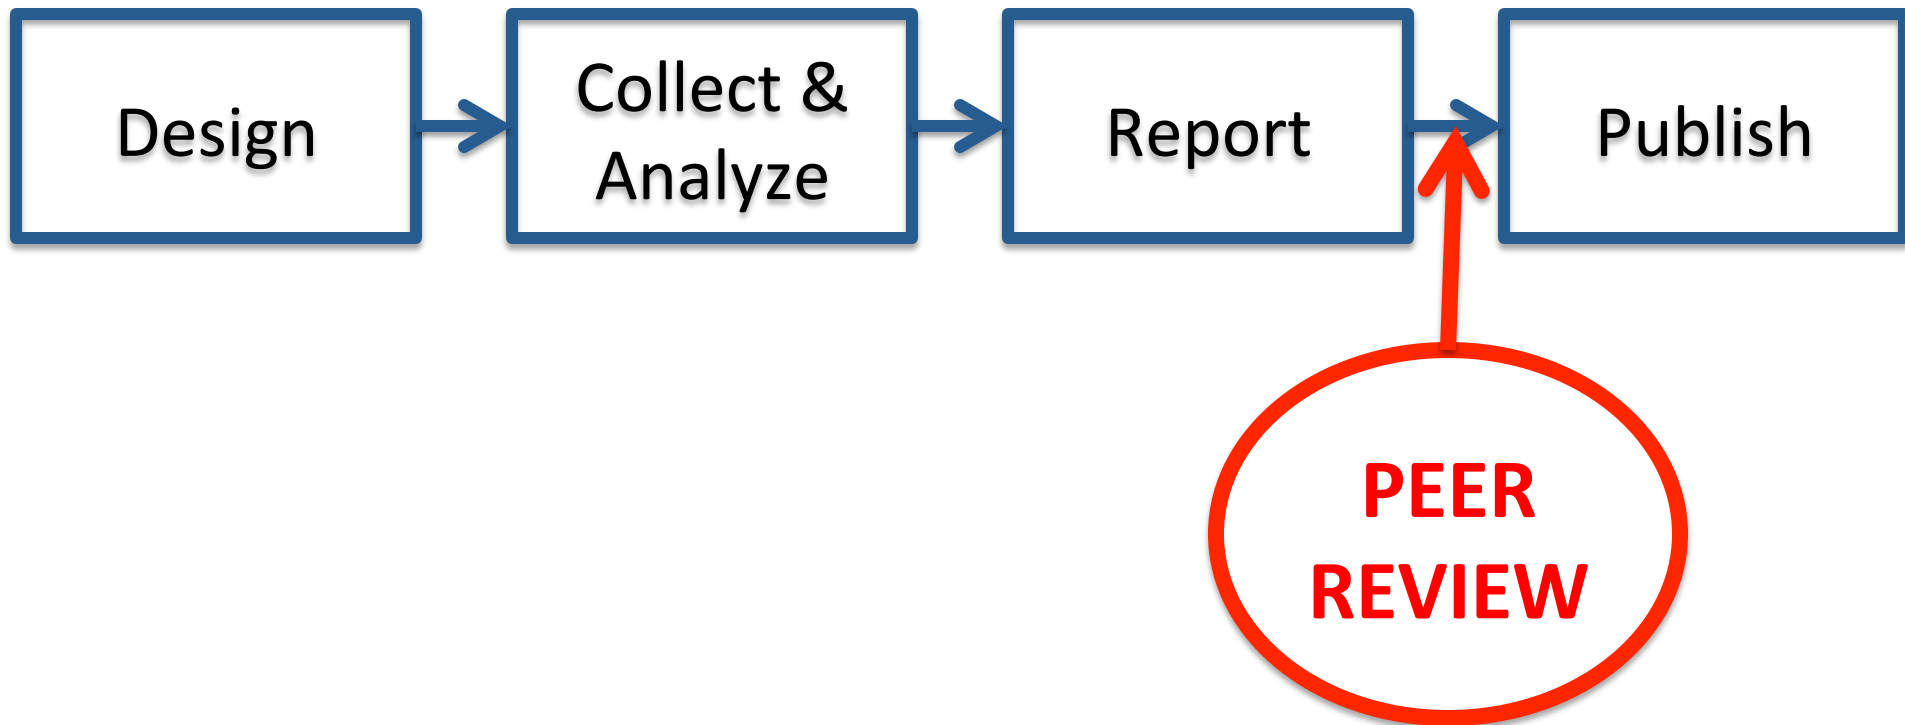 Design
Collect &
Analyze
Report
Publish
PEER
REVIEW